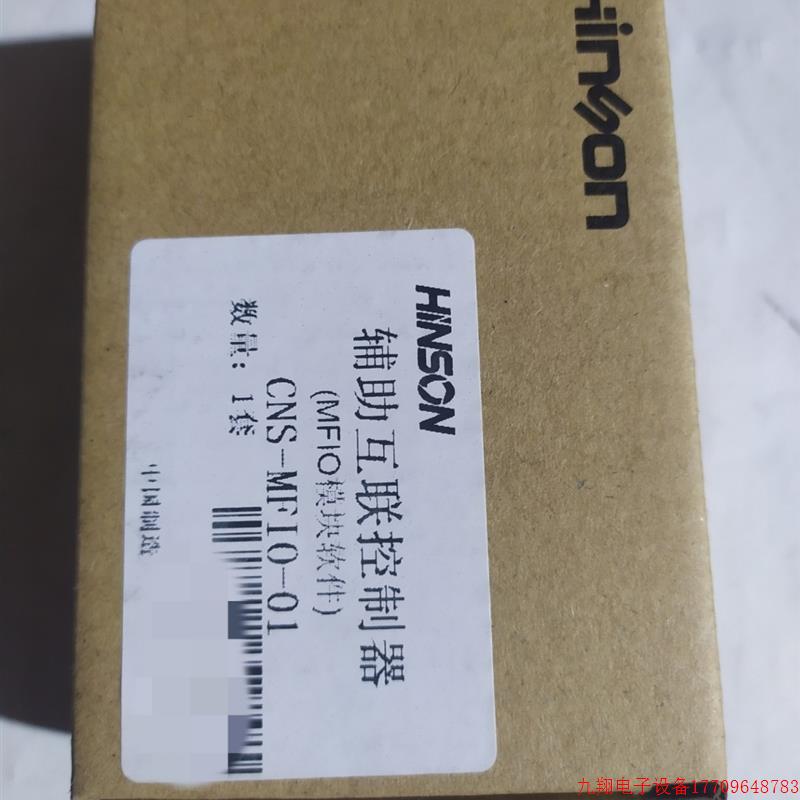 Hinson
HINSON
辅助互联控制器
(MFIO模块软件)
CNS-MFIO-01
数量：1套
中国制造
九翔电子设备17709648783